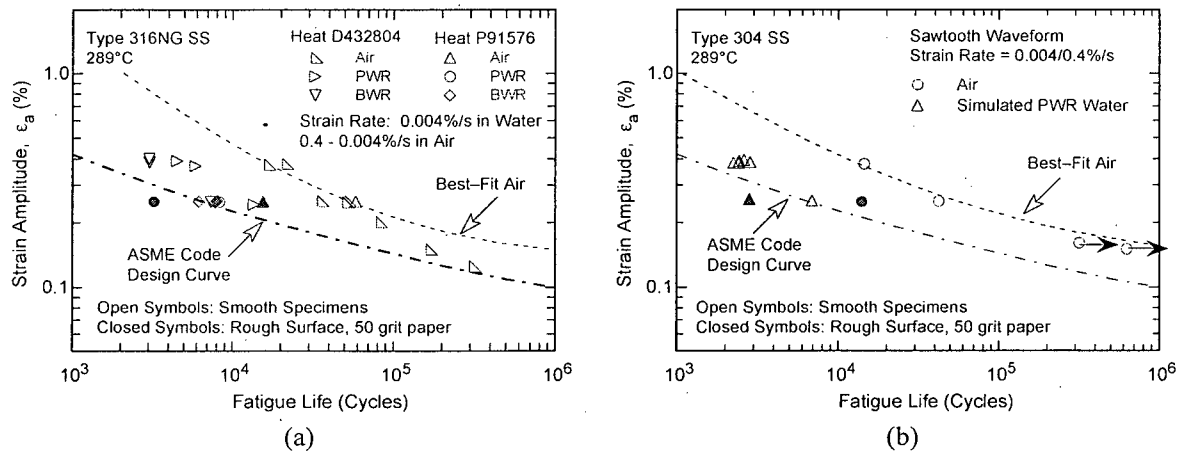 Type 316NG SS
289°C
Heat D432804
Air
PWR
BWR
Heat P91576
Air
PWR
BWR
Strain Rate: 0.004%/s in Water
0.4 - 0.004%/s in Air
Best–Fit Air
ASME Code
Design Curve
Open Symbols: Smooth Specimens
Closed Symbols: Rough Surface, 50 grit paper
Strain Amplitude, εa (%)
1.0
0.1
10³ 10⁴ 10⁵ 10⁶
Fatigue Life (Cycles)
(a)
Type 304 SS
289°C
Sawtooth Waveform
Strain Rate = 0.004/0.4%/s
Air
Simulated PWR Water
Best–Fit Air
ASME Code
Design Curve
Open Symbols: Smooth Specimens
Closed Symbols: Rough Surface, 50 grit paper
Strain Amplitude, εa (%)
1.0
0.1
10³ 10⁴ 10⁵ 10⁶
Fatigue Life (Cycles)
(b)